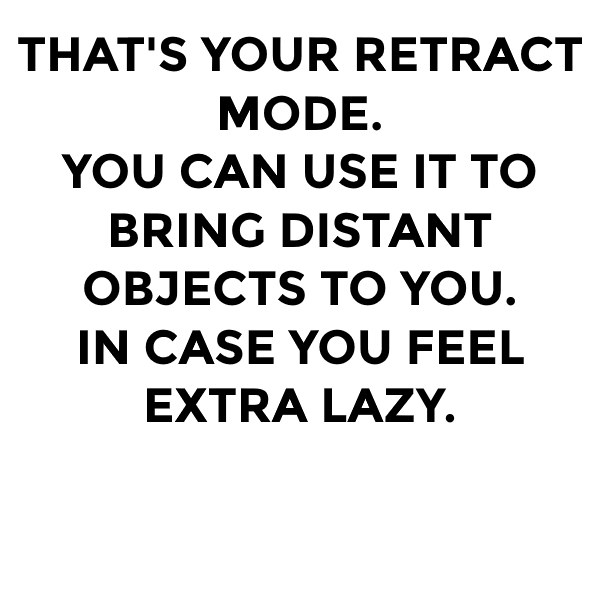 THAT'S YOUR RETRACT
MODE.
YOU CAN USE IT TO
BRING DISTANT
OBJECTS TO YOU.
IN CASE YOU FEEL
EXTRA LAZY.